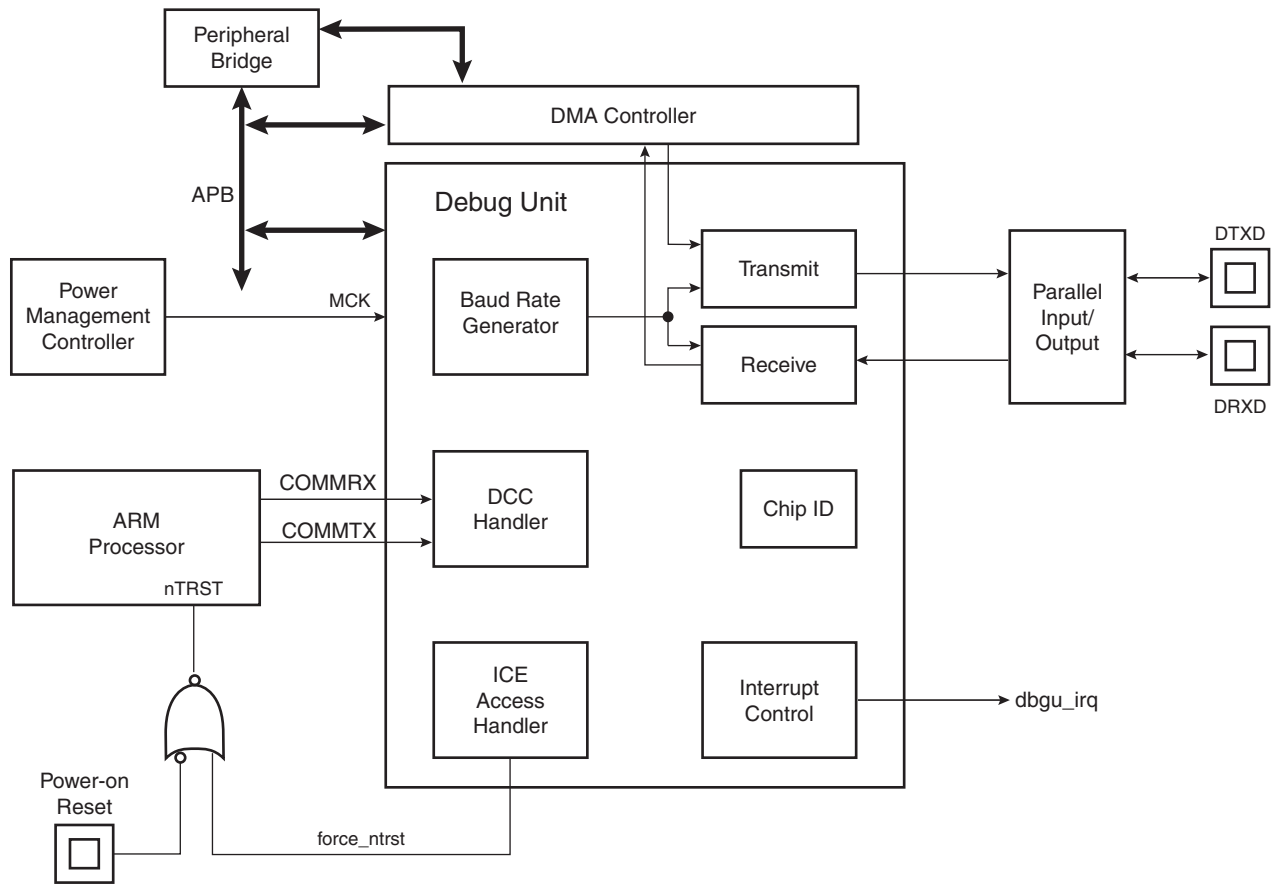 Peripheral
Bridge
DMA Controller
APB
Debug Unit
Power
Management
Controller
MCK
Baud Rate
Generator
Transmit
Receive
Parallel
Input/
Output
DTXD
DRXD
ARM
Processor
nTRST
COMMRX
COMMTX
DCC
Handler
Chip ID
ICE
Access
Handler
Interrupt
Control
dbgu_irq
Power-on
Reset
force_ntrst